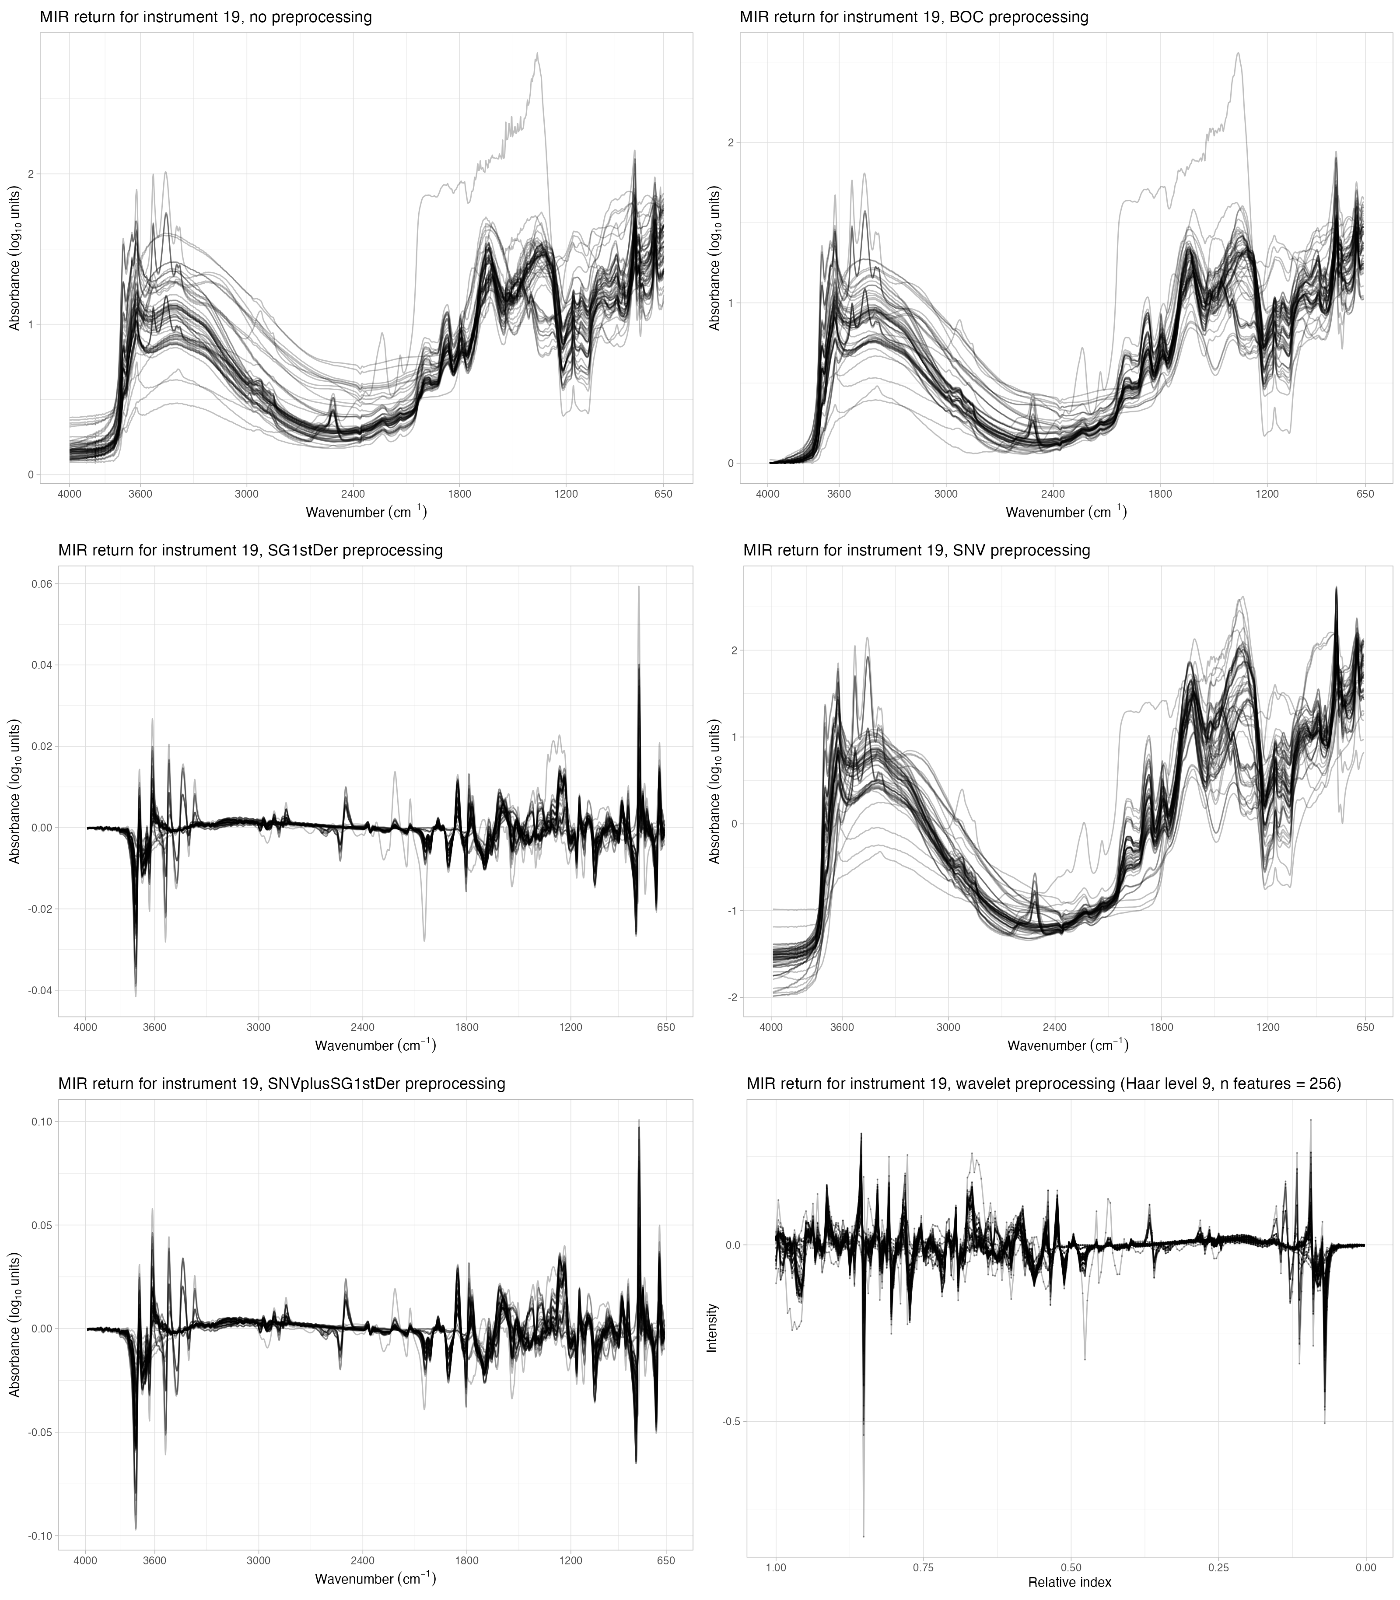 MIR return for instrument 19, no preprocessing
Absorbance (log10 units)
2
1
0
4000 3600 3000 2400 1800 1200 650
Wavenumber (cm 1)
MIR return for instrument 19, BOC preprocessing
Absorbance (log10 units)
2
1
0
4000 3600 3000 2400 1800 1200 650
Wavenumber (cm 1)
MIR return for instrument 19, SG1stDer preprocessing
Absorbance (log10 units)
0.06
0.04
0.02
0.00
-0.02
-0.04
4000 3600 3000 2400 1800 1200 650
Wavenumber (cm−1)
MIR return for instrument 19, SNV preprocessing
Absorbance (log10 units)
2
1
0
-1
-2
4000 3600 3000 2400 1800 1200 650
Wavenumber (cm−1)
MIR return for instrument 19, SNVplusSG1stDer preprocessing
Absorbance (log10 units)
0.10
0.05
0.00
-0.05
-0.10
4000 3600 3000 2400 1800 1200 650
Wavenumber (cm−1)
MIR return for instrument 19, wavelet preprocessing (Haar level 9, n features = 256)
Intensity
0.0
-0.5
1.00 0.75 0.50 0.25 0.00
Relative index